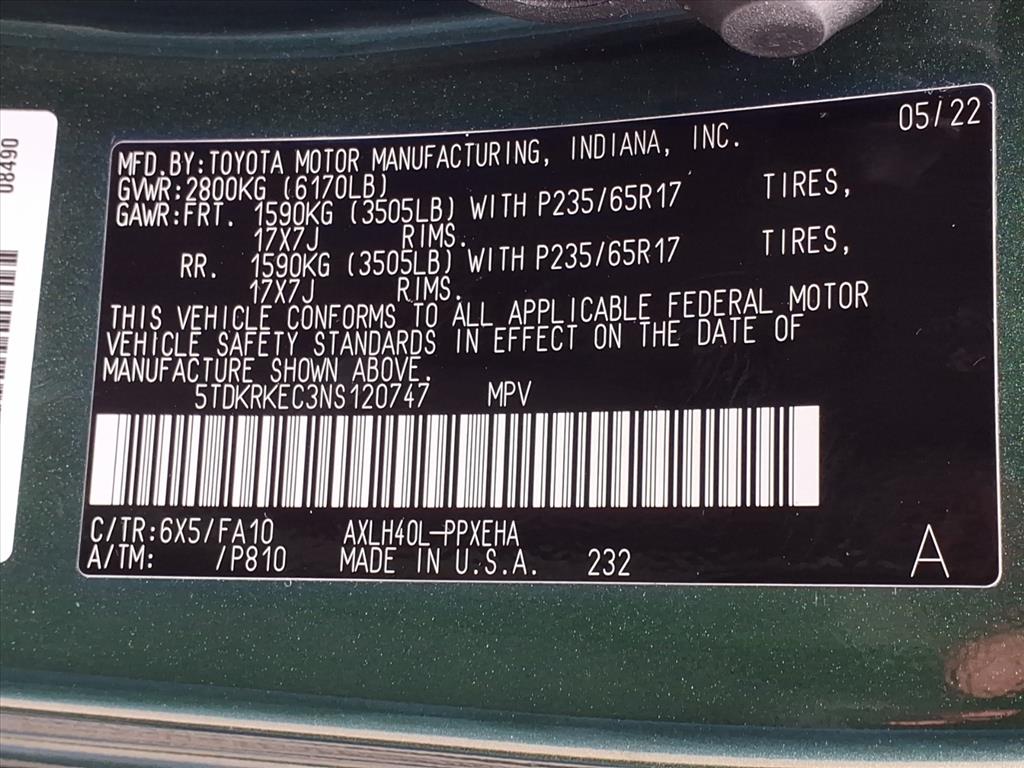 08490
05/22
MFD.BY:TOYOTA MOTOR MANUFACTURING, INDIANA, INC.
GVWR:2800KG (6170LB)
GAWR:FRT. 1590KG (3505LB) WITH P235/65R17 TIRES,
17X7J RIMS.
RR. 1590KG (3505LB) WITH P235/65R17 TIRES,
17X7J RIMS.
THIS VEHICLE CONFORMS TO ALL APPLICABLE FEDERAL MOTOR
VEHICLE SAFETY STANDARDS IN EFFECT ON THE DATE OF
MANUFACTURE SHOWN ABOVE.
5TDKRKEC3NS120747 MPV
C/TR:6X5/FA10 AXLH40L-PPXEHA
A/TM: /P810 MADE IN U.S.A. 232
A